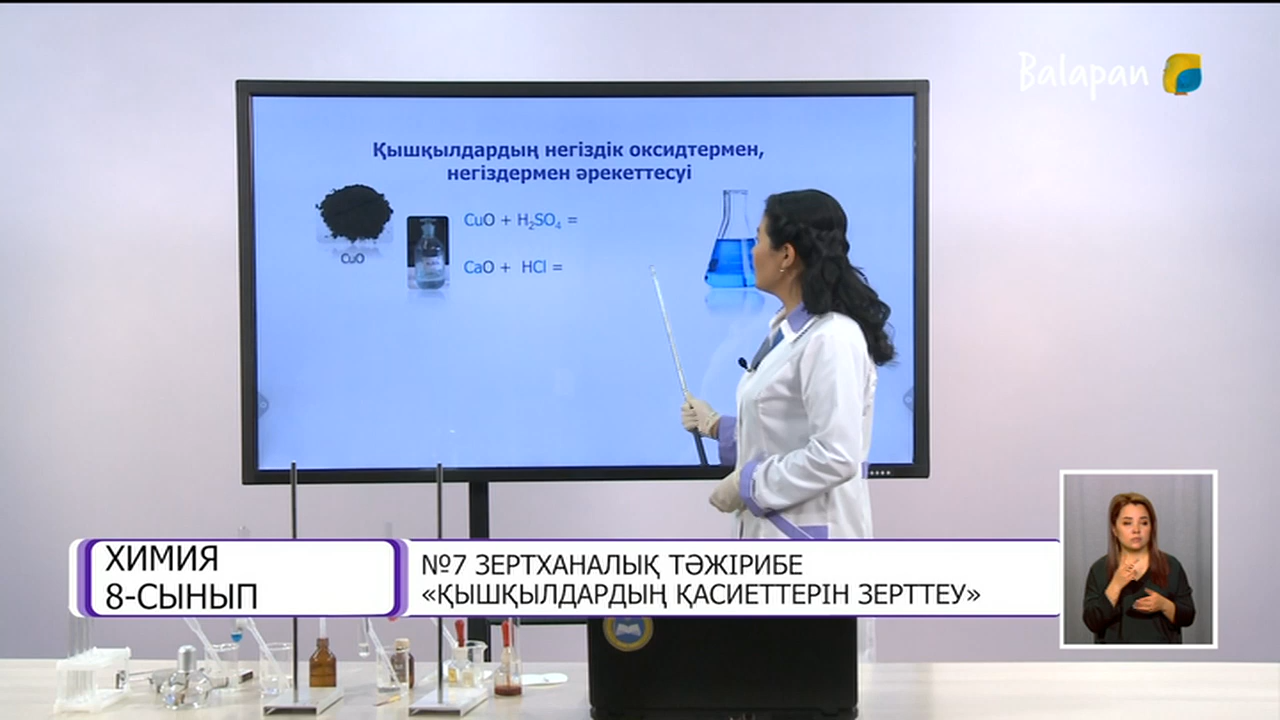 Balapan
Қышқылдардың негіздік оксидтермен,
негіздермен әрекеттесуі
CuO + H₂SO₄ =
CuO
CaO + HCl =
ХИМИЯ
8-СЫНЫП
№7 ЗЕРТХАНАЛЫҚ ТӘЖІРИБЕ
«ҚЫШҚЫЛДАРДЫҢ ҚАСИЕТТЕРІН ЗЕРТТЕУ»